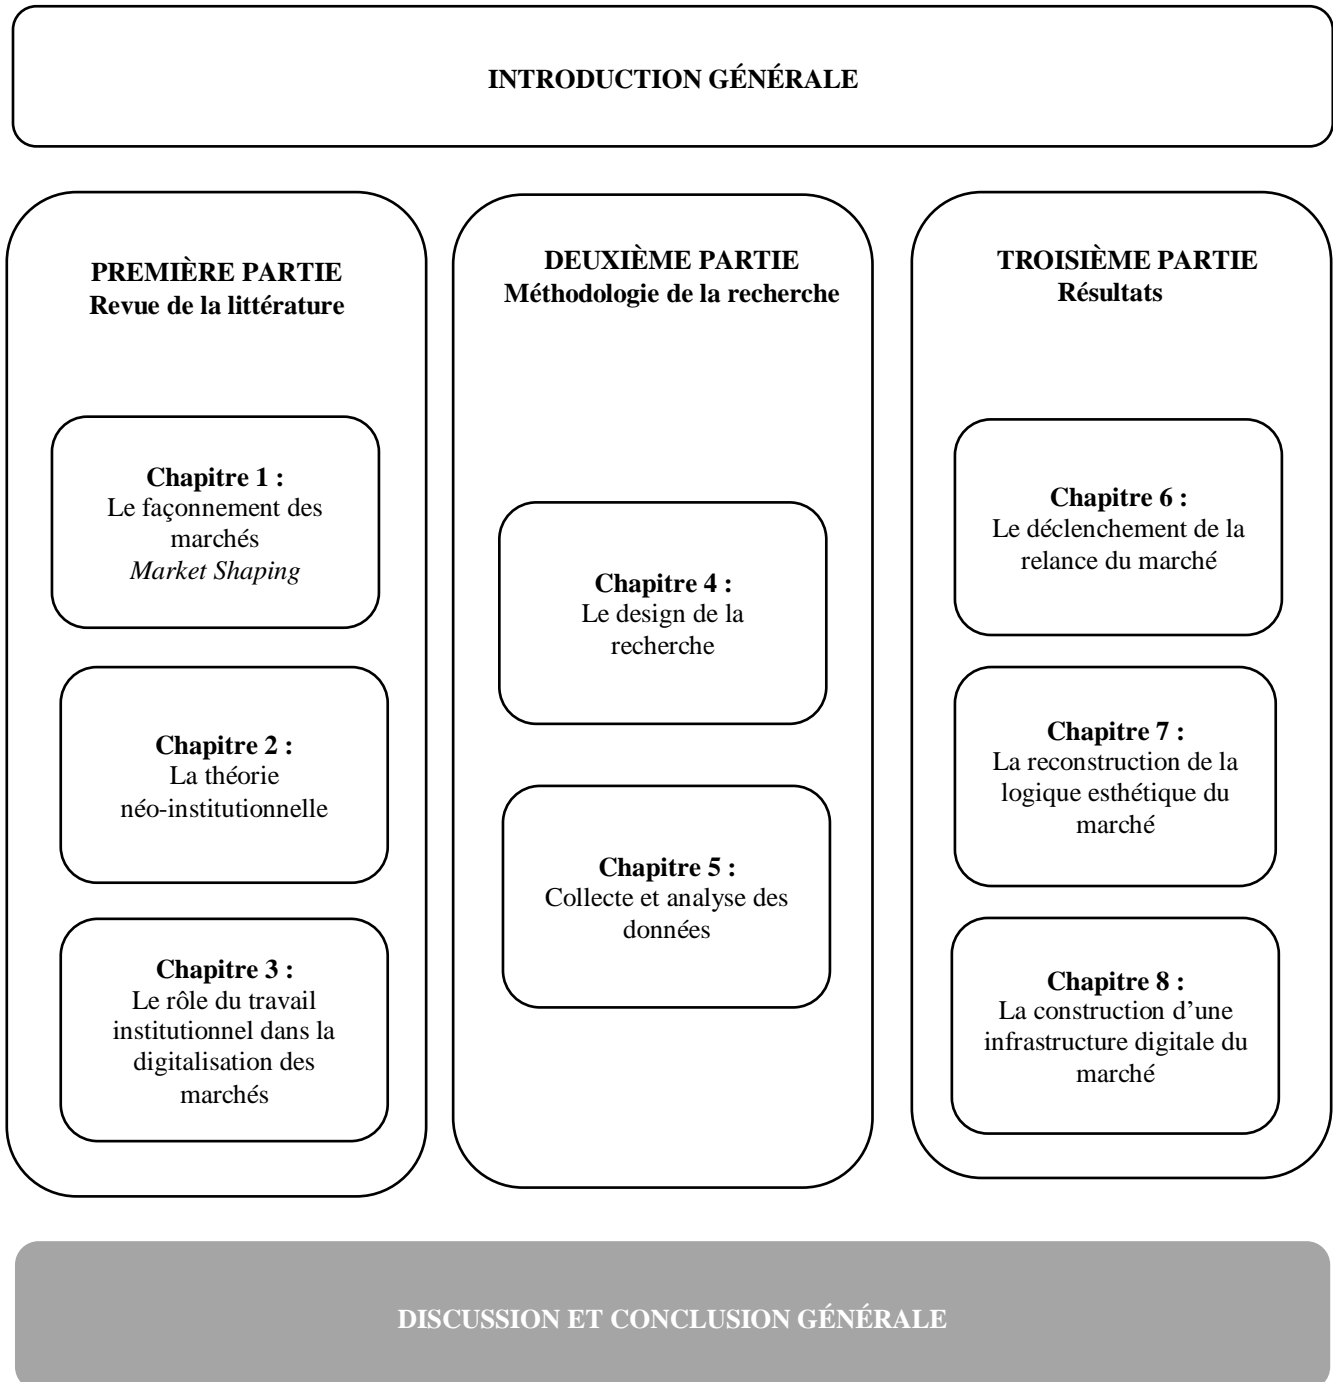 INTRODUCTION GÉNÉRALE
PREMIÈRE PARTIE
Revue de la littérature
Chapitre 1 :
Le façonnement des
marchés
Market Shaping
Chapitre 2 :
La théorie
néo-institutionnelle
Chapitre 3 :
Le rôle du travail
institutionnel dans la
digitalisation des
marchés
DEUXIÈME PARTIE
Méthodologie de la recherche
Chapitre 4 :
Le design de la
recherche
Chapitre 5 :
Collecte et analyse des
données
TROISIÈME PARTIE
Résultats
Chapitre 6 :
Le déclenchement de la
relance du marché
Chapitre 7 :
La reconstruction de la
logique esthétique du
marché
Chapitre 8 :
La construction d’une
infrastructure digitale du
marché
DISCUSSION ET CONCLUSION GÉNÉRALE